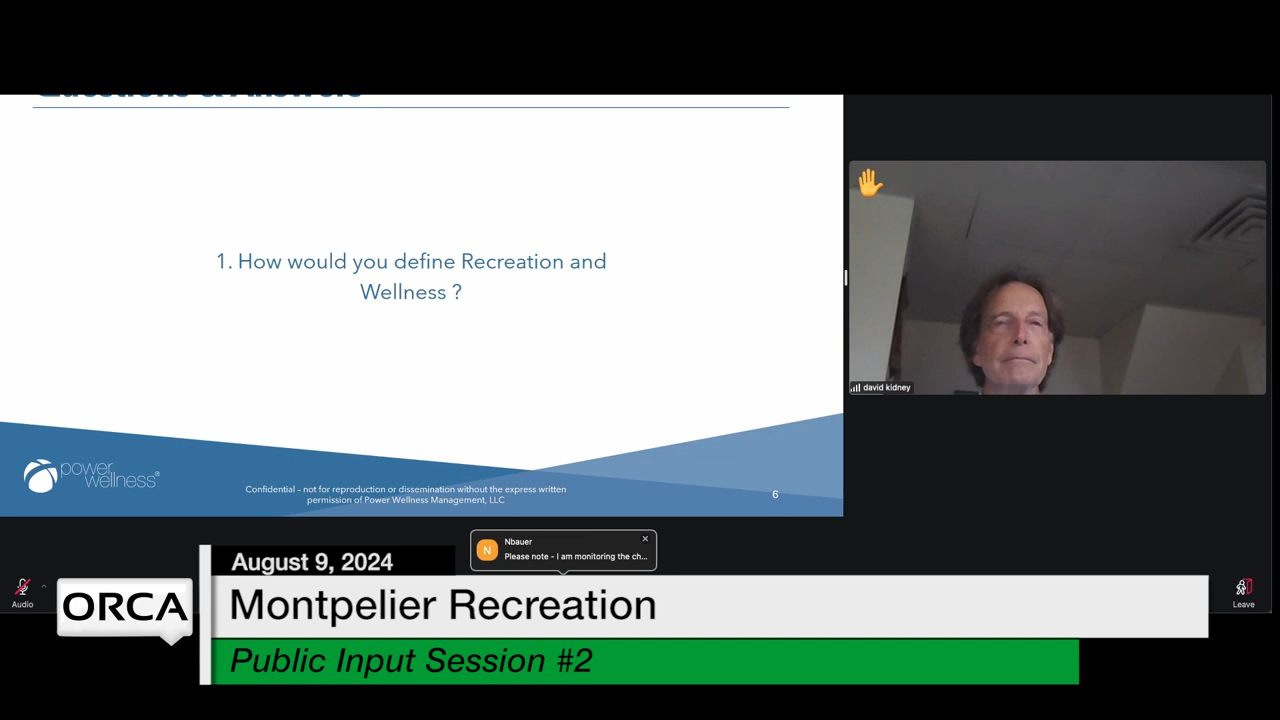 Questions & Answers
1. How would you define Recreation and
Wellness ?
david kidney
power
wellness®
Confidential – not for reproduction or dissemination without the express written
permission of Power Wellness Management, LLC
6
N
Nbauer
Please note - I am monitoring the ch...
Audio
Leave
August 9, 2024
ORCA
Montpelier Recreation
Public Input Session #2